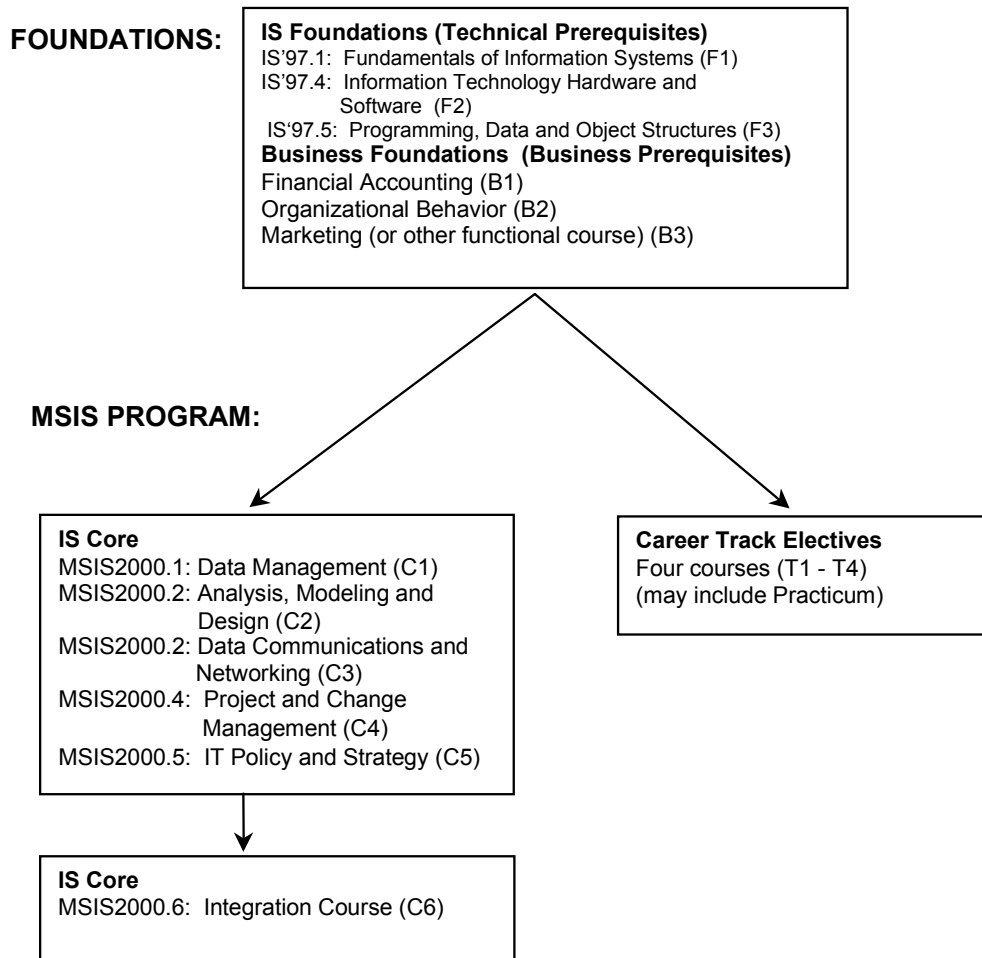 FOUNDATIONS:
IS Foundations (Technical Prerequisites)
IS’97.1: Fundamentals of Information Systems (F1)
IS’97.4: Information Technology Hardware and
Software (F2)
IS‘97.5: Programming, Data and Object Structures (F3)
Business Foundations (Business Prerequisites)
Financial Accounting (B1)
Organizational Behavior (B2)
Marketing (or other functional course) (B3)
MSIS PROGRAM:
IS Core
MSIS2000.1: Data Management (C1)
MSIS2000.2: Analysis, Modeling and
Design (C2)
MSIS2000.2: Data Communications and
Networking (C3)
MSIS2000.4: Project and Change
Management (C4)
MSIS2000.5: IT Policy and Strategy (C5)
Career Track Electives
Four courses (T1 - T4)
(may include Practicum)
IS Core
MSIS2000.6: Integration Course (C6)